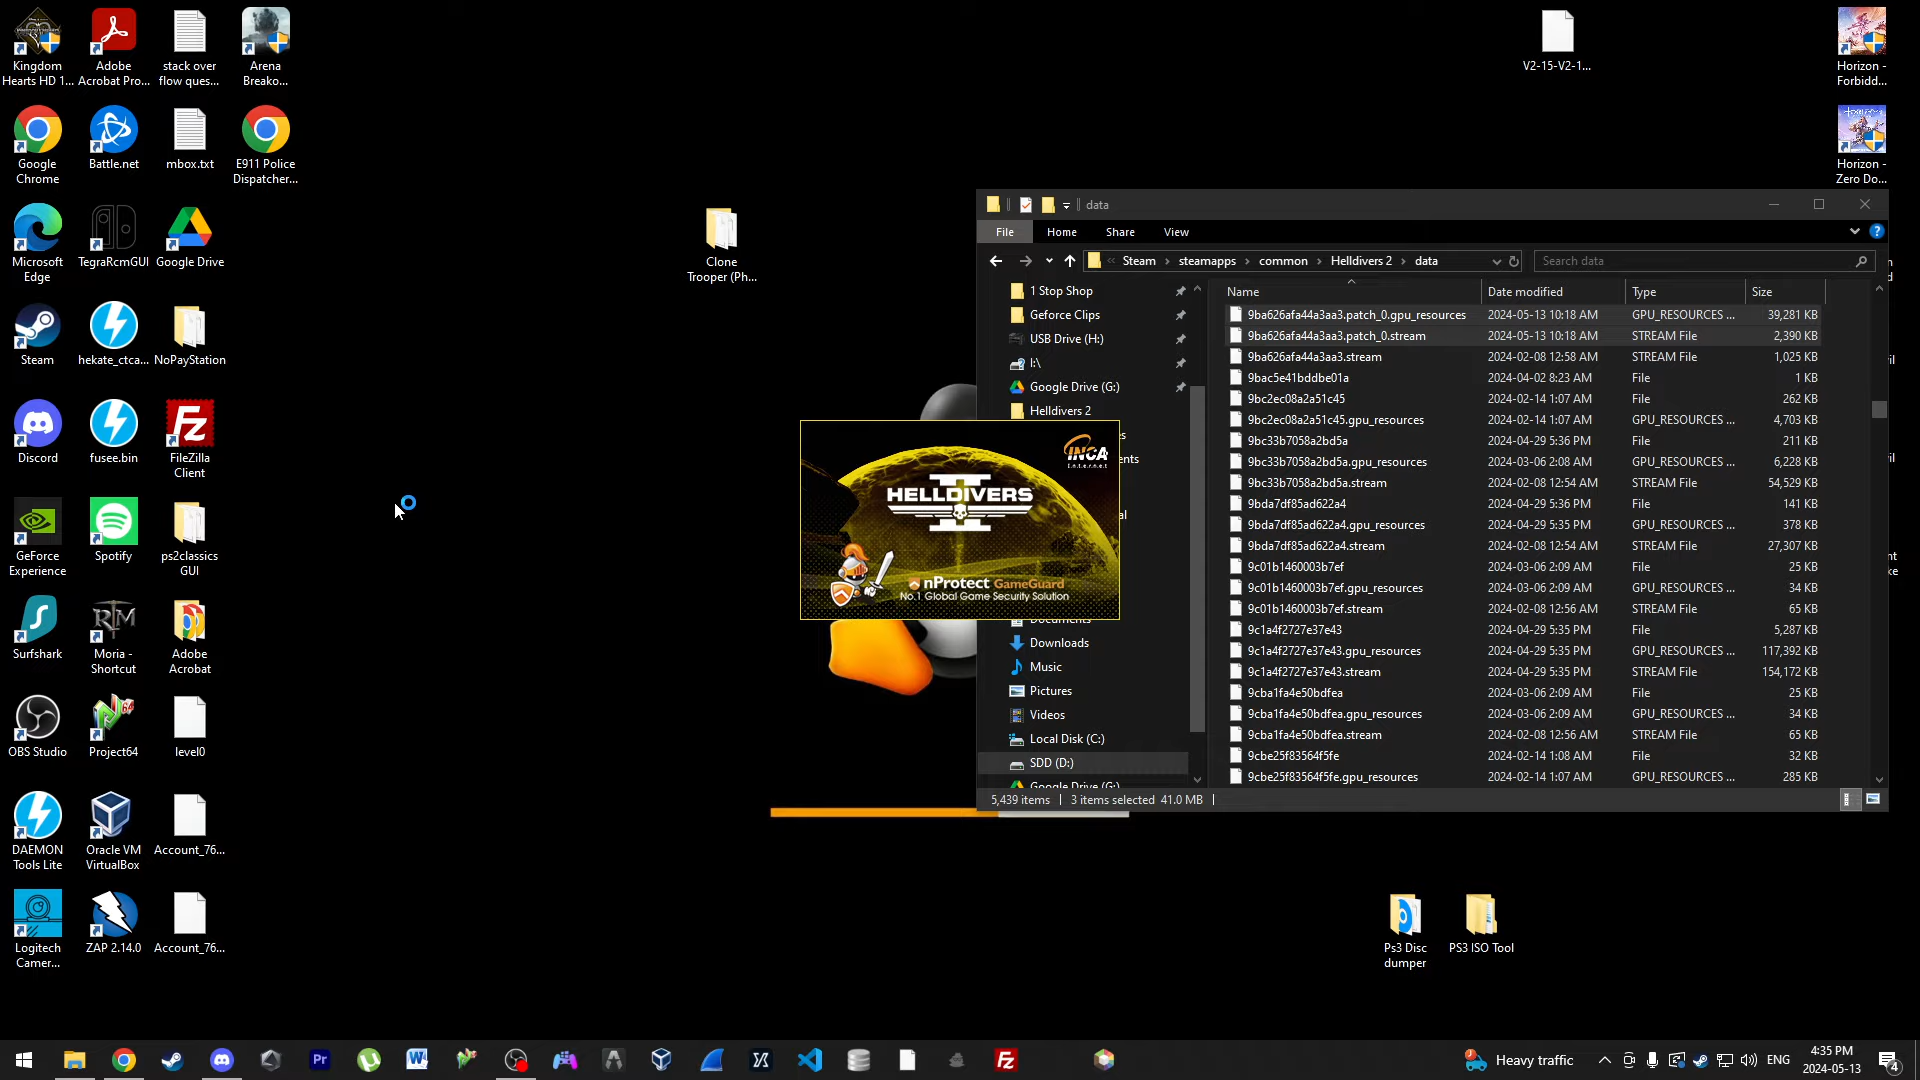 Kingdom
Hearts HD 1...
Adobe
Acrobat Pro...
stack over
flow ques...
Arena
Breako...
V2-15-V2-1...
Horizon -
Forbidd...
Google
Chrome
Battle.net
mbox.txt
E911 Police
Dispatcher...
Horizon -
Zero Do...
Microsoft
Edge
TegraRcmGUI
Google Drive
Clone
Trooper (Ph...
Steam
hekate_ctca...
NoPayStation
Discord
fusee.bin
FileZilla
Client
GeForce
Experience
Spotify
ps2classics
GUI
Surfshark
Moria -
Shortcut
Adobe
Acrobat
OBS Studio
Project64
level0
DAEMON
Tools Lite
Oracle VM
VirtualBox
Account_76...
Logitech
Camer...
ZAP 2.14.0
Account_76...
data
File
Home
Share
View
Steam
steamapps
common
Helldivers 2
data
Search data
1 Stop Shop
Geforce Clips
USB Drive (H:)
I:\
Google Drive (G:)
Helldivers 2
es
ents
al
Documents
Downloads
Music
Pictures
Videos
Local Disk (C:)
SDD (D:)
Google Drive (G:)
Name Date modified Type Size
9ba626afa44a3aa3.patch_0.gpu_resources 2024-05-13 10:18 AM GPU_RESOURCES ... 39,281 KB
9ba626afa44a3aa3.patch_0.stream 2024-05-13 10:18 AM STREAM File 2,390 KB
9ba626afa44a3aa3.stream 2024-02-08 12:58 AM STREAM File 1,025 KB
9bac5e41bddbe01a 2024-04-02 8:23 AM File 1 KB
9bc2ec08a2a51c45 2024-02-14 1:07 AM File 262 KB
9bc2ec08a2a51c45.gpu_resources 2024-02-14 1:07 AM GPU_RESOURCES ... 4,703 KB
9bc33b7058a2bd5a 2024-04-29 5:36 PM File 211 KB
9bc33b7058a2bd5a.gpu_resources 2024-03-06 2:08 AM GPU_RESOURCES ... 6,228 KB
9bc33b7058a2bd5a.stream 2024-02-08 12:54 AM STREAM File 54,529 KB
9bda7df85ad622a4 2024-04-29 5:36 PM File 141 KB
9bda7df85ad622a4.gpu_resources 2024-04-29 5:35 PM GPU_RESOURCES ... 378 KB
9bda7df85ad622a4.stream 2024-02-08 12:54 AM STREAM File 27,307 KB
9c01b1460003b7ef 2024-03-06 2:09 AM File 25 KB
9c01b1460003b7ef.gpu_resources 2024-03-06 2:09 AM GPU_RESOURCES ... 34 KB
9c01b1460003b7ef.stream 2024-02-08 12:56 AM STREAM File 65 KB
9c1a4f2727e37e43 2024-04-29 5:35 PM File 5,287 KB
9c1a4f2727e37e43.gpu_resources 2024-04-29 5:35 PM GPU_RESOURCES ... 117,392 KB
9c1a4f2727e37e43.stream 2024-04-29 5:35 PM STREAM File 154,172 KB
9cba1fa4e50bdfea 2024-03-06 2:09 AM File 25 KB
9cba1fa4e50bdfea.gpu_resources 2024-03-06 2:09 AM GPU_RESOURCES ... 34 KB
9cba1fa4e50bdfea.stream 2024-02-08 12:56 AM STREAM File 65 KB
9cbe25f83564f5fe 2024-02-14 1:08 AM File 32 KB
9cbe25f83564f5fe.gpu_resources 2024-02-14 1:07 AM GPU_RESOURCES ... 285 KB
5,439 items
3 items selected 41.0 MB
INCA
Internet
HELLDIVERS
II
nProtect GameGuard
No.1 Global Game Security Solution
Ps3 Disc
dumper
PS3 ISO Tool
Heavy traffic
ENG
4:35 PM
2024-05-13
4